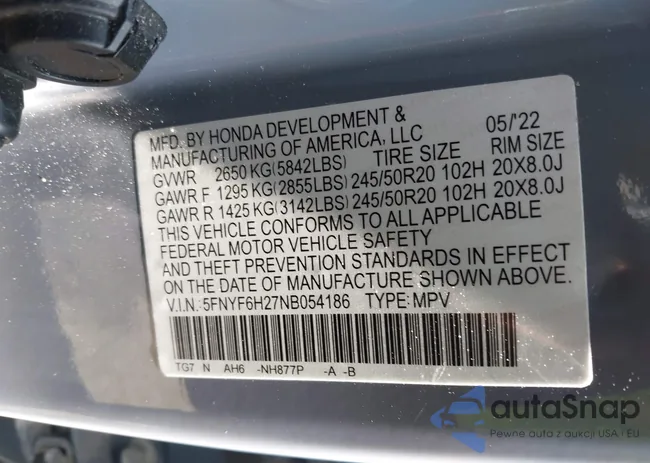 MFD. BY HONDA DEVELOPMENT &
MANUFACTURING OF AMERICA, LLC 05/'22
GVWR 2650 KG(5842LBS) TIRE SIZE RIM SIZE
GAWR F 1295 KG(2855LBS) 245/50R20 102H 20X8.0J
GAWR R 1425 KG(3142LBS) 245/50R20 102H 20X8.0J
THIS VEHICLE CONFORMS TO ALL APPLICABLE
FEDERAL MOTOR VEHICLE SAFETY
AND THEFT PREVENTION STANDARDS IN EFFECT
ON THE DATE OF MANUFACTURE SHOWN ABOVE.
V.I.N.: 5FNYF6H27NB054186 TYPE: MPV
TG7 N AH6 -NH877P -A -B
autaSnap
Pewne auta z aukcji USA i EU